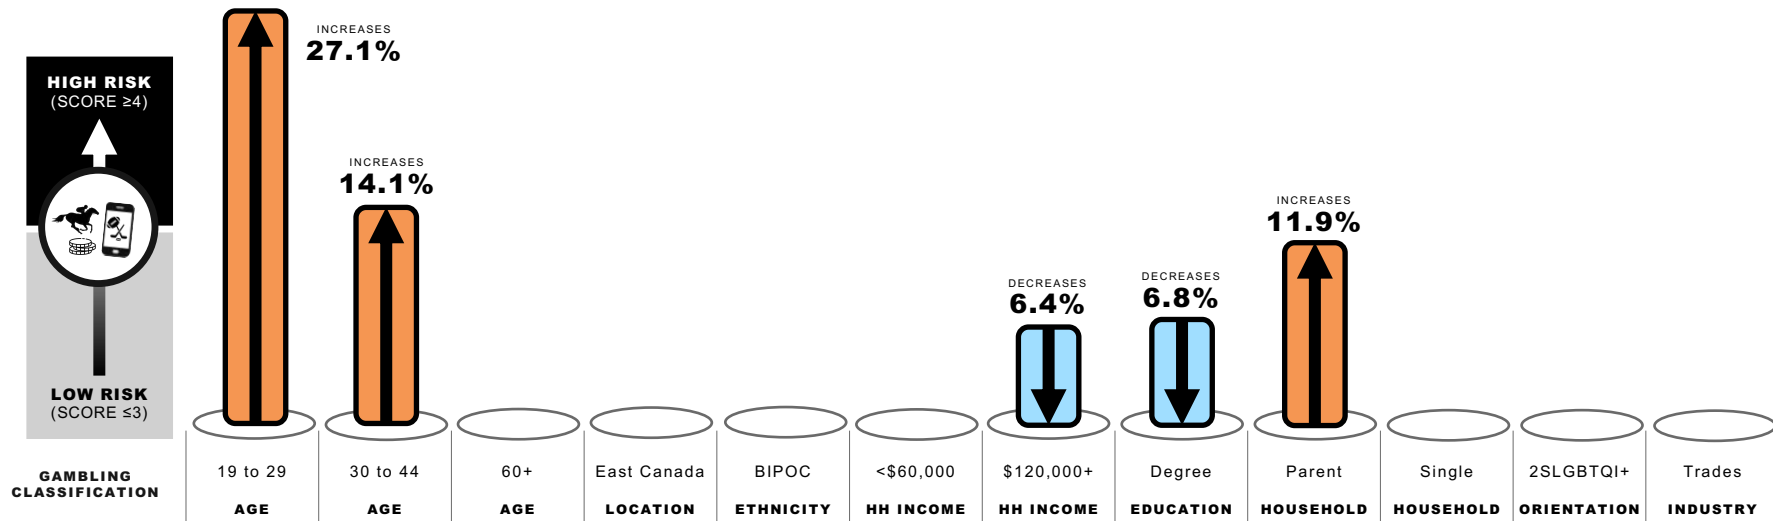 INCREASES
27.1%
HIGH RISK
(SCORE ≥4)
INCREASES
14.1%
INCREASES
11.9%
DECREASES
6.4%
DECREASES
6.8%
LOW RISK
(SCORE ≤3)
GAMBLING
CLASSIFICATION
19 to 29
AGE
30 to 44
AGE
60+
AGE
East Canada
LOCATION
BIPOC
ETHNICITY
<$60,000
HH INCOME
$120,000+
HH INCOME
Degree
EDUCATION
Parent
HOUSEHOLD
Single
HOUSEHOLD
2SLGBTQI+
ORIENTATION
Trades
INDUSTRY